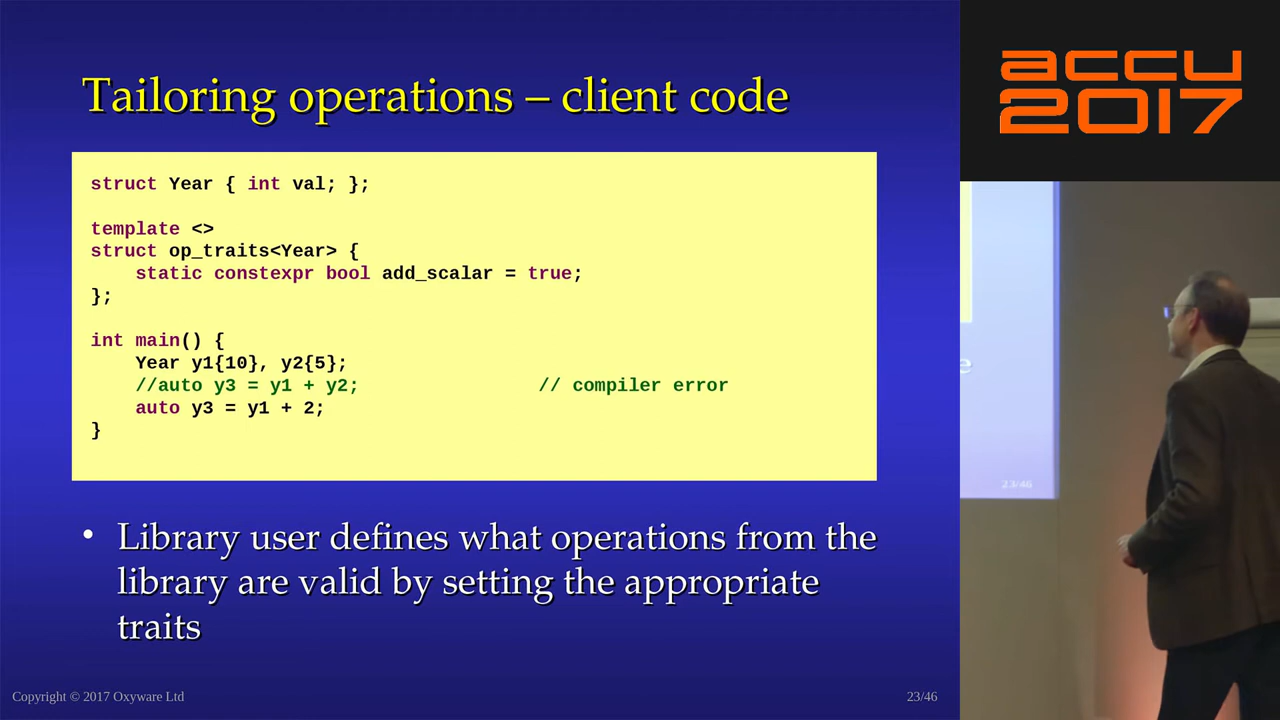 Tailoring operations – client code
struct Year { int val; };
template <>
struct op_traits<Year> {
    static constexpr bool add_scalar = true;
};
int main() {
    Year y1{10}, y2{5};
    //auto y3 = y1 + y2;                // compiler error
    auto y3 = y1 + 2;
}
• Library user defines what operations from the
library are valid by setting the appropriate
traits
Copyright © 2017 Oxyware Ltd
23/46
accu
2017
e
23/46